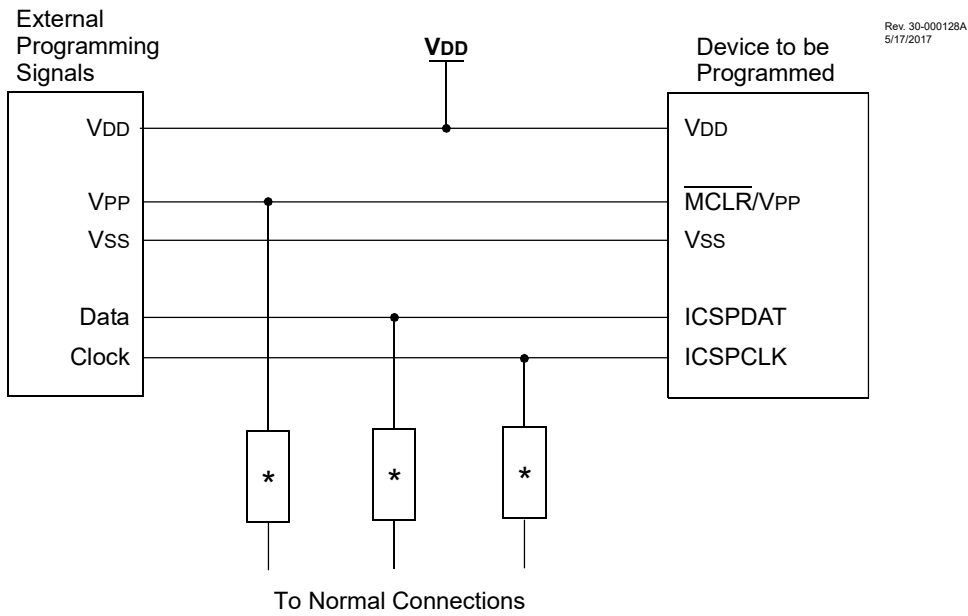 External
Programming
Signals
VDD
Device to be
Programmed
Rev. 30-000128A
5/17/2017
VDD
VDD
VPP
MCLR/VPP
VSS
VSS
Data
ICSPDAT
Clock
ICSPCLK
*
*
*
To Normal Connections